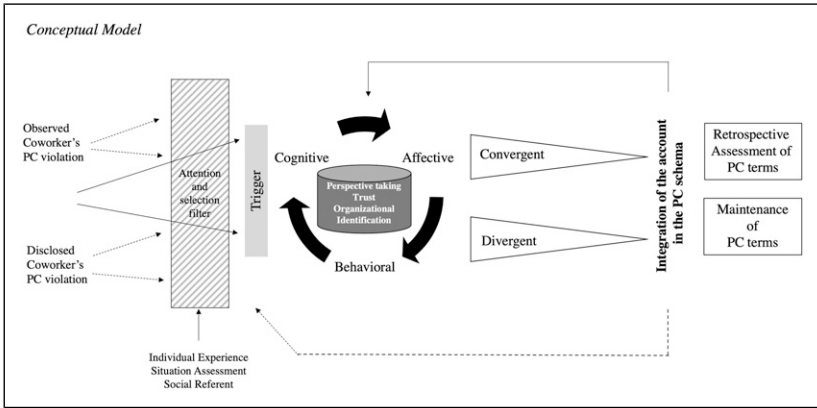 Conceptual Model
Observed
Coworker's
PC violation
Disclosed
Coworker's
PC violation
Attention
and
selection
filter
Individual Experience
Situation Assessment
Social Referent
Trigger
Cognitive
Affective
Perspective taking
Trust
Organizational
Identification
Behavioral
Convergent
Divergent
Integration of the account
in the PC schema
Retrospective
Assessment of
PC terms
Maintenance
of
PC terms